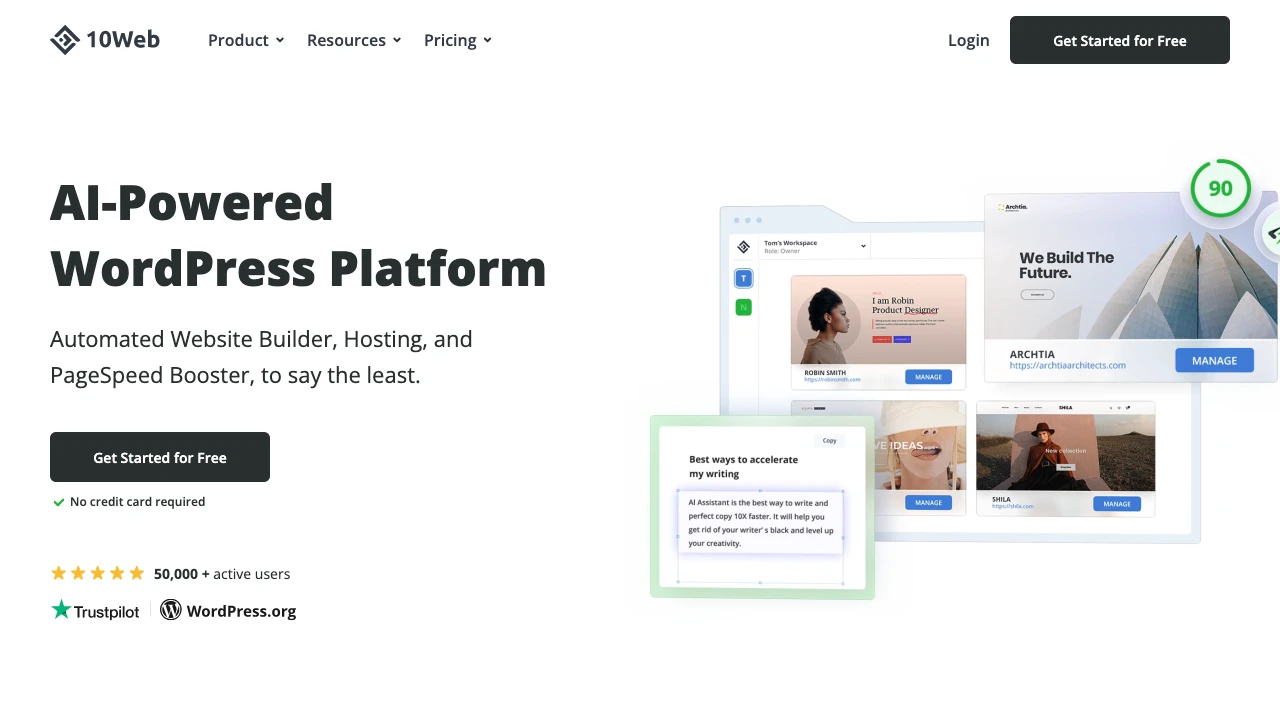 10Web
Product
Resources
Pricing
Login
Get Started for Free
AI-Powered
WordPress Platform
Automated Website Builder, Hosting, and
PageSpeed Booster, to say the least.
Get Started for Free
No credit card required
50,000 + active users
Trustpilot
WordPress.org
90
Archtia.
We Build The
Future.
ARCHTIA
https://archtiaarchitects.com
MANAGE
Tom's Workspace
Role: Owner
T
N
I am Robin
Product Designer
ROBIN SMITH
https://robinsmith.com
MANAGE
VE IDEAS
MANAGE
SHILA
New collection
SHILA
https://shila.com
MANAGE
Copy
Best ways to accelerate
my writing
AI Assistant is the best way to write and
perfect copy 10X faster. It will help you
get rid of your writer' s black and level up
your creativity.